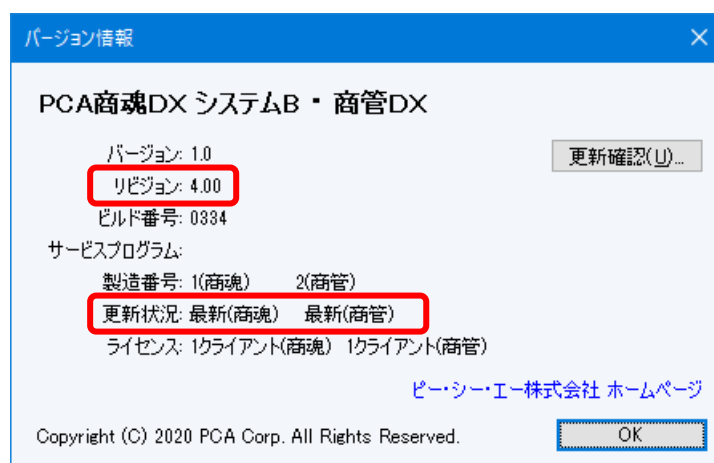 バージョン情報
PCA商魂DX システムB・商管DX
バージョン: 1.0
更新確認(U)...
リビジョン: 4.00
ビルド番号: 0334
サービスプログラム:
製造番号: 1(商魂) 2(商管)
更新状況: 最新(商魂) 最新(商管)
ライセンス: 1クライアント(商魂) 1クライアント(商管)
ピー・シー・エー株式会社 ホームページ
Copyright (C) 2020 PCA Corp. All Rights Reserved.
OK